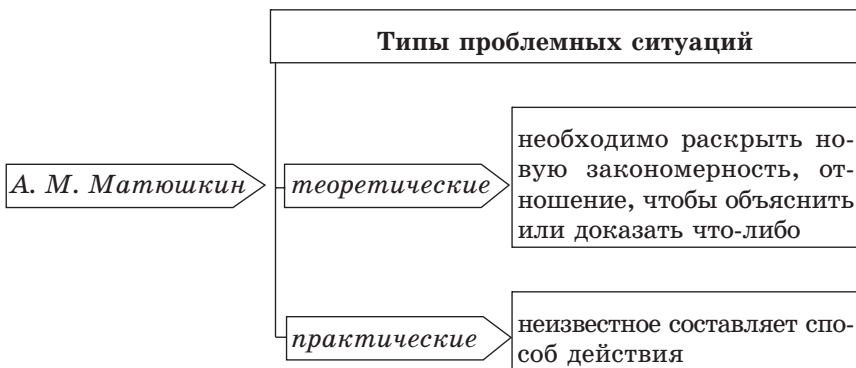 Типы проблемных ситуаций
А. М. Матюшкин
теоретические
необходимо раскрыть но-
вую закономерность, от-
ношение, чтобы объяснить
или доказать что-либо
практические
неизвестное составляет спо-
соб действия